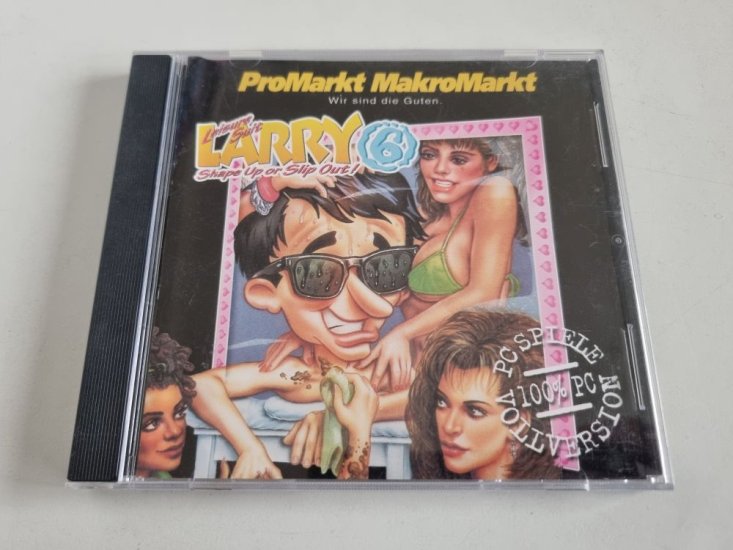 ProMarkt MakroMarkt
Wir sind die Guten.
Leisure Suit
LARRY 6
Shape Up or Slip Out!
PC SPIELE
100% PC
VOLLVERSION